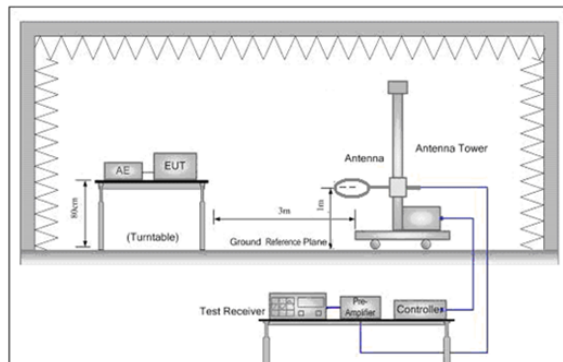 Antenna
Antenna Tower
AE
EUT
80cm
(Turntable)
3m
1m
Ground Reference Plane
Test Receiver
Pre-
Amplifier
Controller